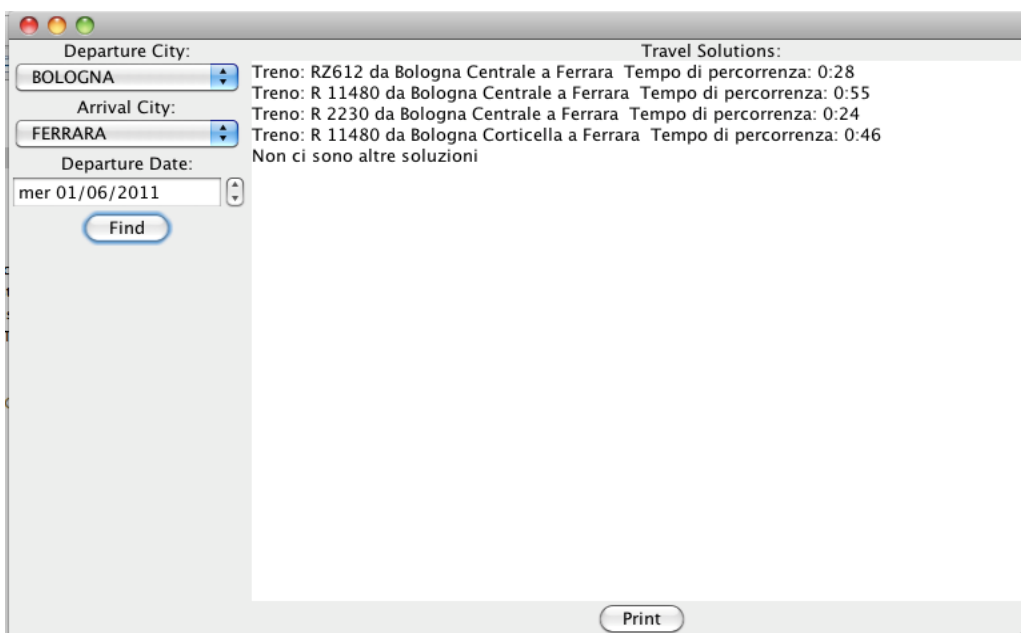 Departure City:
BOLOGNA
Arrival City:
FERRARA
Departure Date:
mer 01/06/2011
Find
Travel Solutions:
Treno: RZ612 da Bologna Centrale a Ferrara  Tempo di percorrenza: 0:28
Treno: R 11480 da Bologna Centrale a Ferrara  Tempo di percorrenza: 0:55
Treno: R 2230 da Bologna Centrale a Ferrara  Tempo di percorrenza: 0:24
Treno: R 11480 da Bologna Corticella a Ferrara  Tempo di percorrenza: 0:46
Non ci sono altre soluzioni
Print